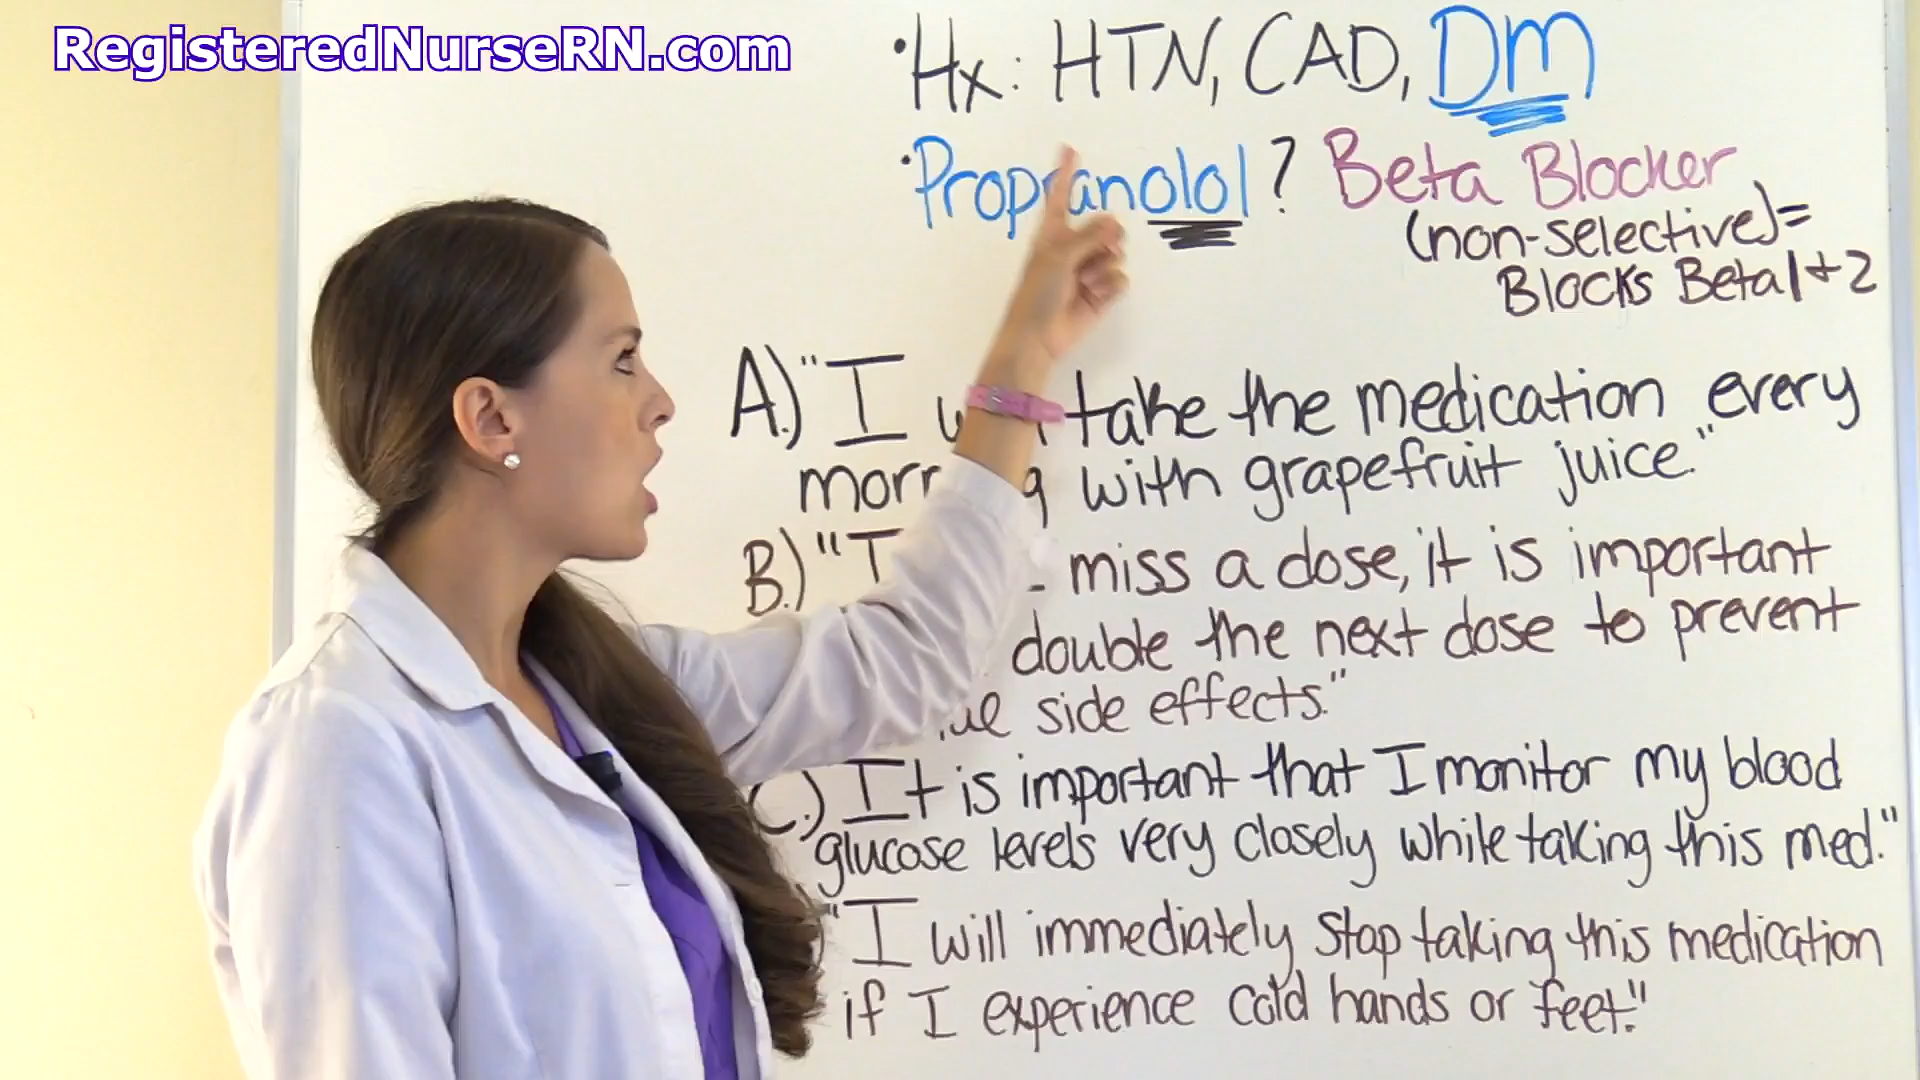 RegisteredNurseRN.com
•Hx: HTN, CAD, DM
•Propranolol? Beta Blocker
(non-selective)=
Blocks Beta 1+2
A.) "I take the medication every
with grapefruit juice."
B.) " miss a dose, it is important
double the next dose to prevent
side effects."
C.) It is important that I monitor my blood
glucose levels very closely while taking this med."
"I will immediately stop taking this medication
if I experience cold hands or feet."